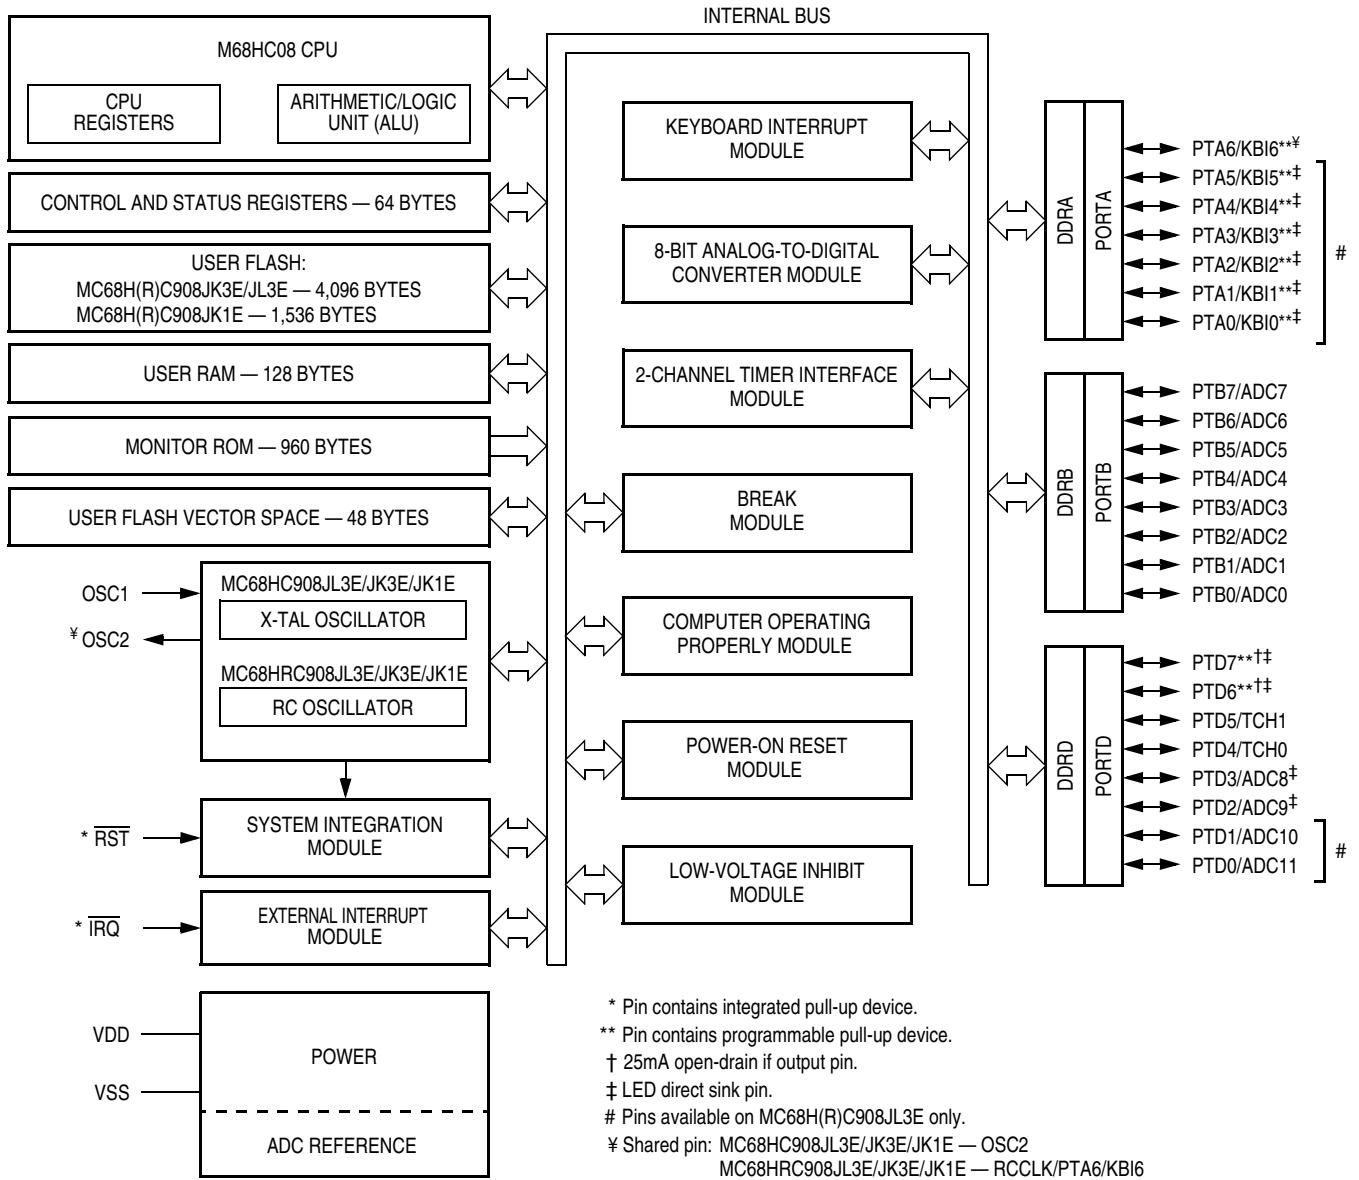 INTERNAL BUS
M68HC08 CPU
CPU
REGISTERS
ARITHMETIC/LOGIC
UNIT (ALU)
CONTROL AND STATUS REGISTERS — 64 BYTES
USER FLASH:
MC68H(R)C908JK3E/JL3E — 4,096 BYTES
MC68H(R)C908JK1E — 1,536 BYTES
USER RAM — 128 BYTES
MONITOR ROM — 960 BYTES
USER FLASH VECTOR SPACE — 48 BYTES
OSC1
¥ OSC2
MC68HC908JL3E/JK3E/JK1E
X-TAL OSCILLATOR
MC68HRC908JL3E/JK3E/JK1E
RC OSCILLATOR
* RST
SYSTEM INTEGRATION
MODULE
* IRQ
EXTERNAL INTERRUPT
MODULE
VDD
VSS
POWER
ADC REFERENCE
KEYBOARD INTERRUPT
MODULE
8-BIT ANALOG-TO-DIGITAL
CONVERTER MODULE
2-CHANNEL TIMER INTERFACE
MODULE
BREAK
MODULE
COMPUTER OPERATING
PROPERLY MODULE
POWER-ON RESET
MODULE
LOW-VOLTAGE INHIBIT
MODULE
DDRA
PORTA
PTA6/KBI6**¥
PTA5/KBI5**‡
PTA4/KBI4**‡
PTA3/KBI3**‡
PTA2/KBI2**‡
PTA1/KBI1**‡
PTA0/KBI0**‡
#
DDRB
PORTB
PTB7/ADC7
PTB6/ADC6
PTB5/ADC5
PTB4/ADC4
PTB3/ADC3
PTB2/ADC2
PTB1/ADC1
PTB0/ADC0
DDRD
PORTD
PTD7**†‡
PTD6**†‡
PTD5/TCH1
PTD4/TCH0
PTD3/ADC8‡
PTD2/ADC9‡
PTD1/ADC10
PTD0/ADC11
#
* Pin contains integrated pull-up device.
** Pin contains programmable pull-up device.
† 25mA open-drain if output pin.
‡ LED direct sink pin.
# Pins available on MC68H(R)C908JL3E only.
¥ Shared pin: MC68HC908JL3E/JK3E/JK1E — OSC2
MC68HRC908JL3E/JK3E/JK1E — RCCLK/PTA6/KBI6